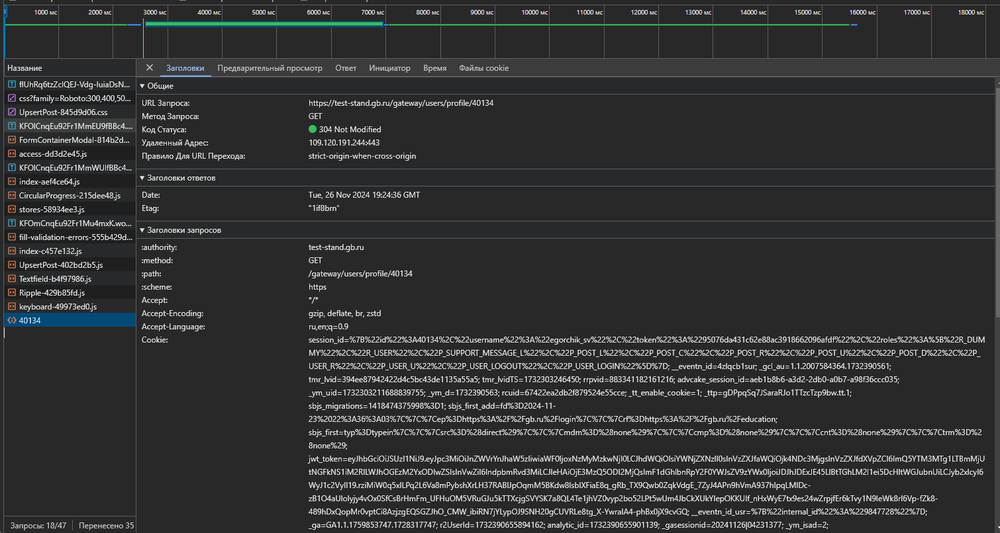 1000 мс 2000 мс 3000 мс 4000 мс 5000 мс 6000 мс 7000 мс 8000 мс 9000 мс 10000 мс 11000 мс 12000 мс 13000 мс 14000 мс 15000 мс 16000 мс 17000 мс 18000 мс
Название
flUhRq6tzZclQEJ-Vdg-IuiaDsN...
css?family=Roboto:300,400,50...
UpsertPost-845d9d06.css
KFOlCnqEu92Fr1MmEU9fBBc4....
FormContainerModal-814b2d...
access-dd3d2e45.js
KFOlCnqEu92Fr1MmWUlfBBc4...
index-aef4ce64.js
CircularProgress-215dee48.js
stores-58934ee3.js
KFOmCnqEu92Fr1Mu4mxK.wo...
fill-validation-errors-555b429d...
index-c457e132.js
UpsertPost-402bd2b5.js
Textfield-b4f97986.js
Ripple-429b85fd.js
keyboard-49973ed0.js
40134
Запросы: 18/47 Перенесено 35
Заголовки Предварительный просмотр Ответ Инициатор Время Файлы cookie
Общие
URL Запроса: https://test-stand.gb.ru/gateway/users/profile/40134
Метод Запроса: GET
Код Статуса: 304 Not Modified
Удаленный Адрес: 109.120.191.244:443
Правило Для URL Перехода: strict-origin-when-cross-origin
Заголовки ответов
Date: Tue, 26 Nov 2024 19:24:36 GMT
Etag: "1if8brn"
Заголовки запросов
:authority: test-stand.gb.ru
:method: GET
:path: /gateway/users/profile/40134
:scheme: https
Accept: */*
Accept-Encoding: gzip, deflate, br, zstd
Accept-Language: ru,en;q=0.9
Cookie: session_id=%7B%22id%22%3A40134%2C%22username%22%3A%22egorchik_sv%22%2C%22token%22%3A%2295076da431c62e88ac3918662096afdf%22%2C%22roles%22%3A%5B%22R_DUM
MY%22%2C%22R_USER%22%2C%22P_SUPPORT_MESSAGE_L%22%2C%22P_POST_L%22%2C%22P_POST_C%22%2C%22P_POST_R%22%2C%22P_POST_U%22%2C%22P_POST_D%22%2C%22P_
USER_R%22%2C%22P_USER_U%22%2C%22P_USER_LOGOUT%22%2C%22P_USER_LOGIN%22%5D%7D; __eventn_id=4zlqcb1sur; _gcl_au=1.1.2007584364.1732390561;
tmr_lvid=394ee87942422d4c5bc43de1135a55a5; tmr_lvidTS=1732303246450; rrpvid=883341182161216; advcake_session_id=aeb1b8b6-a3d2-2db0-a0b7-a98f36ccc035;
_ym_uid=1732303211688839755; _ym_d=1732390563; rcuid=67422ea2db2f879524e55cce; _tt_enable_cookie=1; _ttp=gDPpqSq7JSaraRJo1TTzcTzp9bw.tt.1;
sbjs_migrations=1418474375998%3D1; sbjs_first_add=fd%3D2024-11-
23%2022%3A36%3A03%7C%7C%7Cep%3Dhttps%3A%2F%2Fgb.ru%2Flogin%7C%7C%7Crf%3Dhttps%3A%2F%2Fgb.ru%2Feducation;
sbjs_first=typ%3Dtypein%7C%7C%7Csrc%3D%28direct%29%7C%7C%7Cmdm%3D%28none%29%7C%7C%7Ccmp%3D%28none%29%7C%7C%7Ccnt%3D%28none%29%7C%7C%7Ctrm%3D%2
8none%29;
__eventn_id_usr=%7B%22internal_id%22%3A%229847728%22%7D;
_ga=GA1.1.1759853747.1728317747; r2UserId=1732390655894162; analytic_id=1732390655901139; _gasessionid=20241126|04231377; _ym_isad=2;